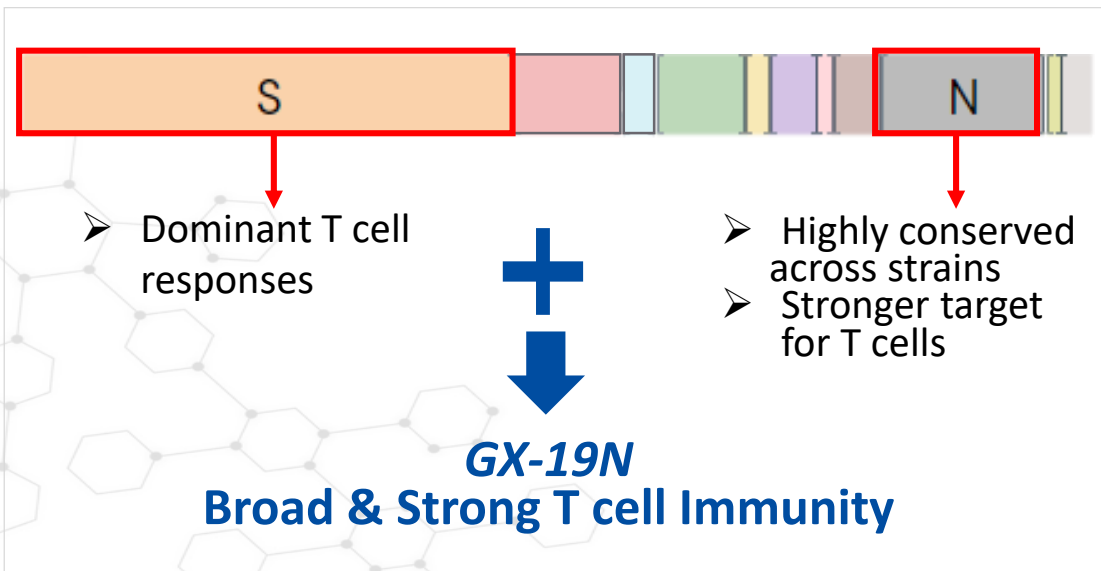 S
N
➢ Dominant T cell
responses
➢ Highly conserved
across strains
➢ Stronger target
for T cells
GX-19N
Broad & Strong T cell Immunity